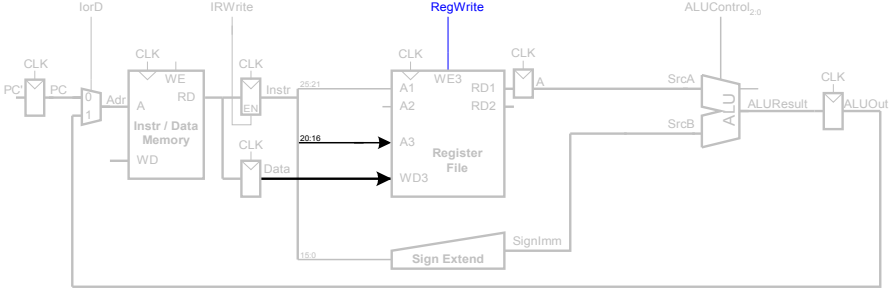 IorD IRWrite RegWrite ALUControl2:0
CLK CLK CLK CLK
CLK CLK
PC' PC 0 1 Adr A RD WE Instr / Data Memory WD
EN Instr 25:21 A1 WE3 RD1 A SrcA
A2 RD2
ALU ALUResult ALUOut
SrcB
20:16 A3 Register File
CLK
Data WD3
SignImm
15:0 Sign Extend